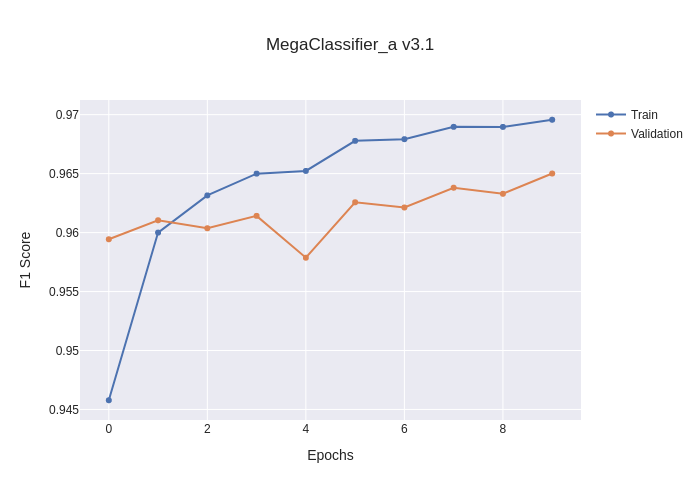 MegaClassifier_a v3.1
Train
Validation
0.97
0.965
0.96
0.955
0.95
0.945
F1 Score
0 2 4 6 8
Epochs